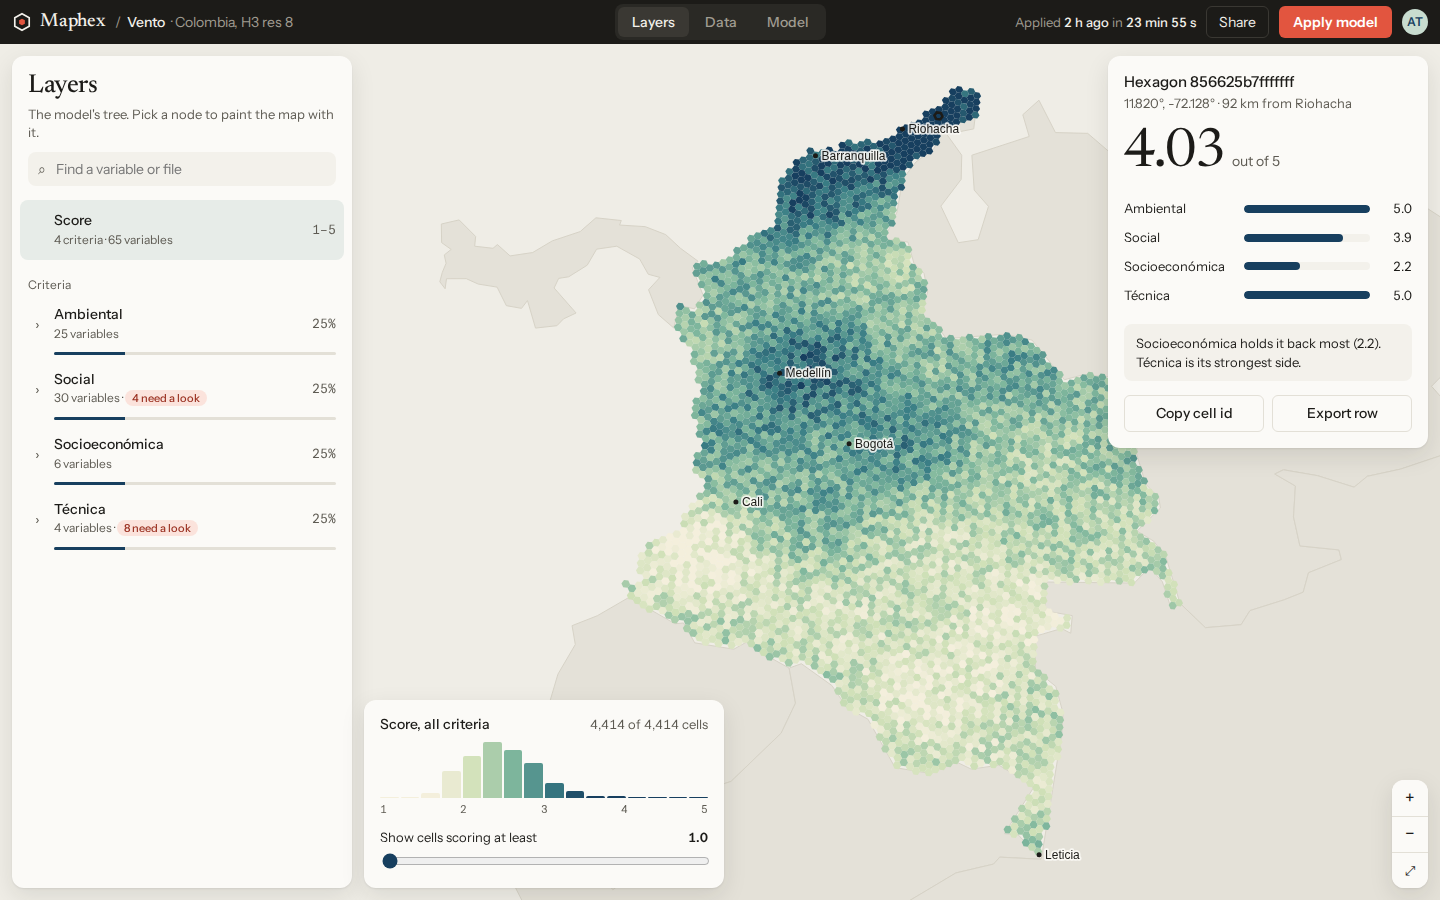 Maphex / Vento · Colombia, H3 res 8
Layers Data Model
Applied 2 h ago in 23 min 55 s
Share
Apply model
AT
Layers
The model's tree. Pick a node to paint the map with
it.
Find a variable or file
Score
4 criteria · 65 variables
1–5
Criteria
Ambiental
25 variables
25%
Social
30 variables · 4 need a look
25%
Socioeconómica
6 variables
25%
Técnica
4 variables · 8 need a look
25%
Riohacha
Barranquilla
Medellín
Bogotá
Cali
Leticia
Score, all criteria
4,414 of 4,414 cells
1 2 3 4 5
Show cells scoring at least 1.0
Hexagon 856625b7fffffff
11.820°, -72.128° · 92 km from Riohacha
4.03 out of 5
Ambiental 5.0
Social 3.9
Socioeconómica 2.2
Técnica 5.0
Socioeconómica holds it back most (2.2).
Técnica is its strongest side.
Copy cell id
Export row
+
−